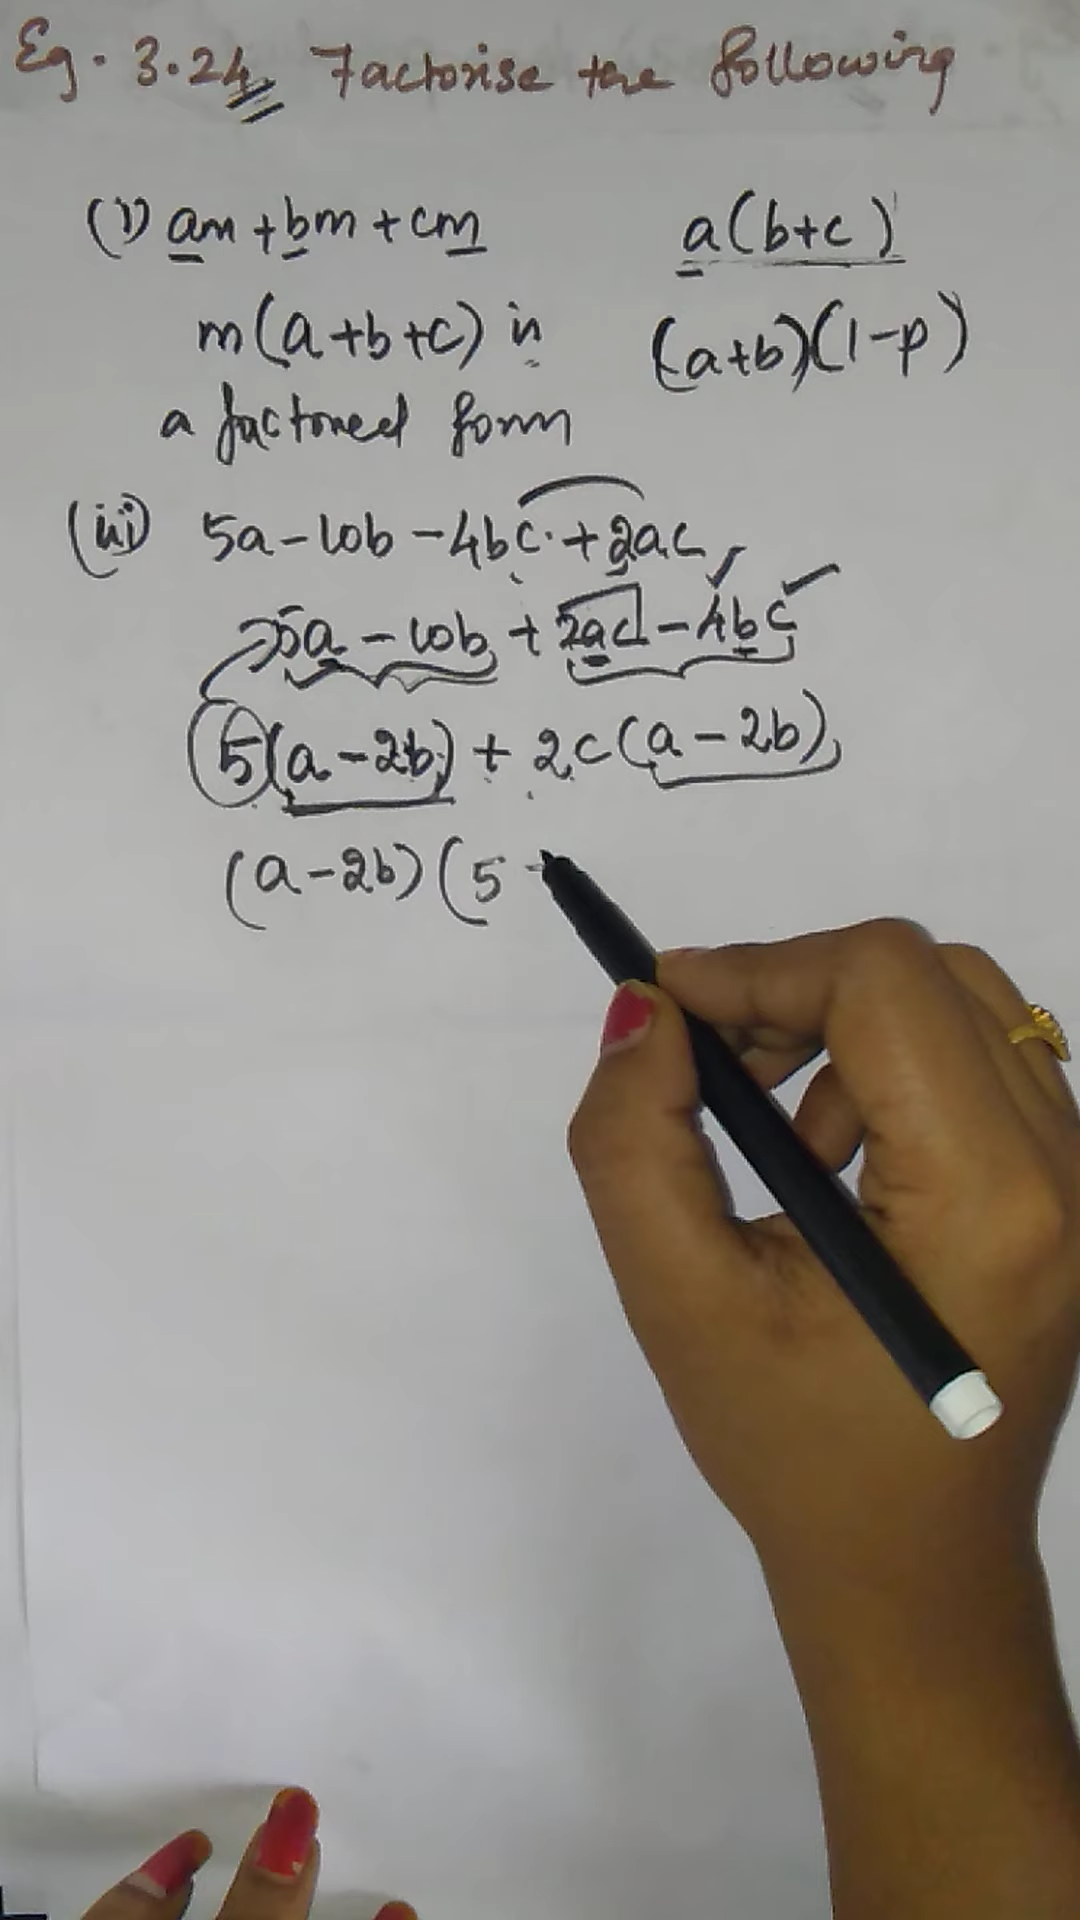 Eg. 3.24 Factorise the following
(i) am + bm + cm
a(b+c)
m(a+b+c) is
(a+b)(1-p)
a factored form
(iii) 5a - 10b - 4bc + 2ac
5a - 10b + 2ac - 4bc
5(a - 2b) + 2c(a - 2b)
(a - 2b)(5